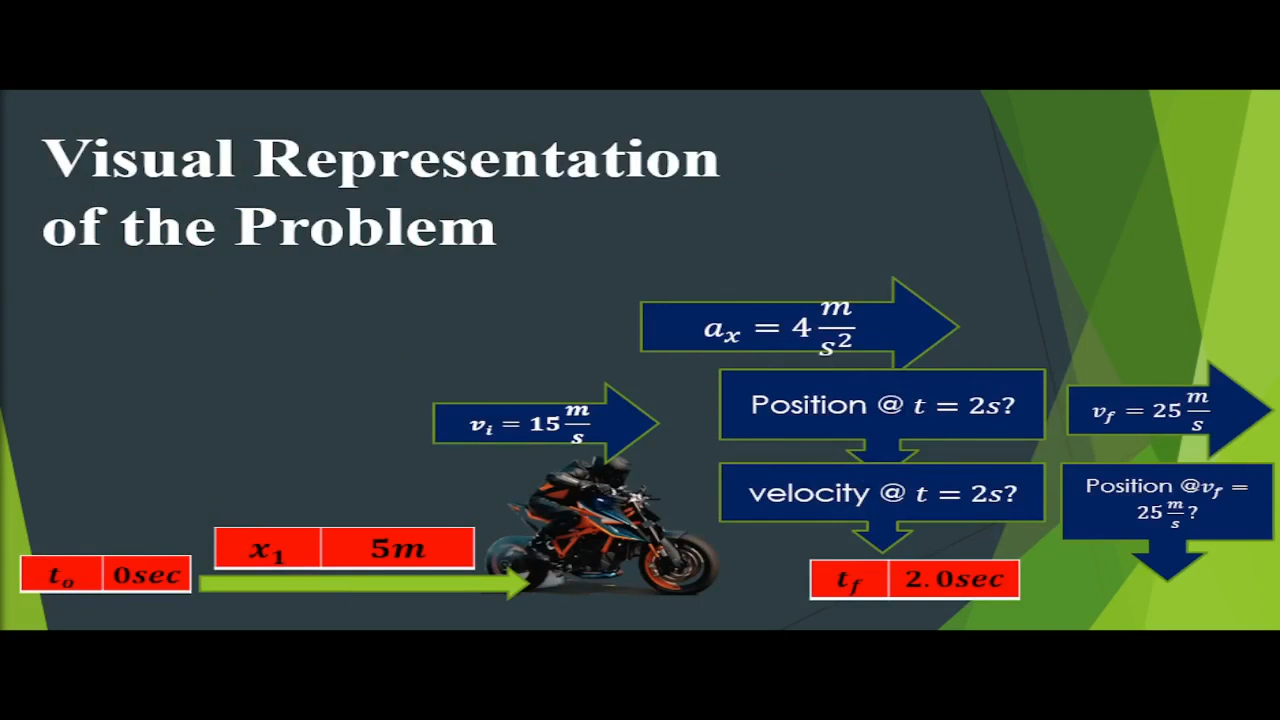 Visual Representation
of the Problem
aₓ = 4 m/s²
Position @ t = 2s?
v_f = 25 m/s
v_i = 15 m/s
velocity @ t = 2s?
Position @v_f =
25 m/s?
x₁ 5m
t_o 0sec
t_f 2.0sec